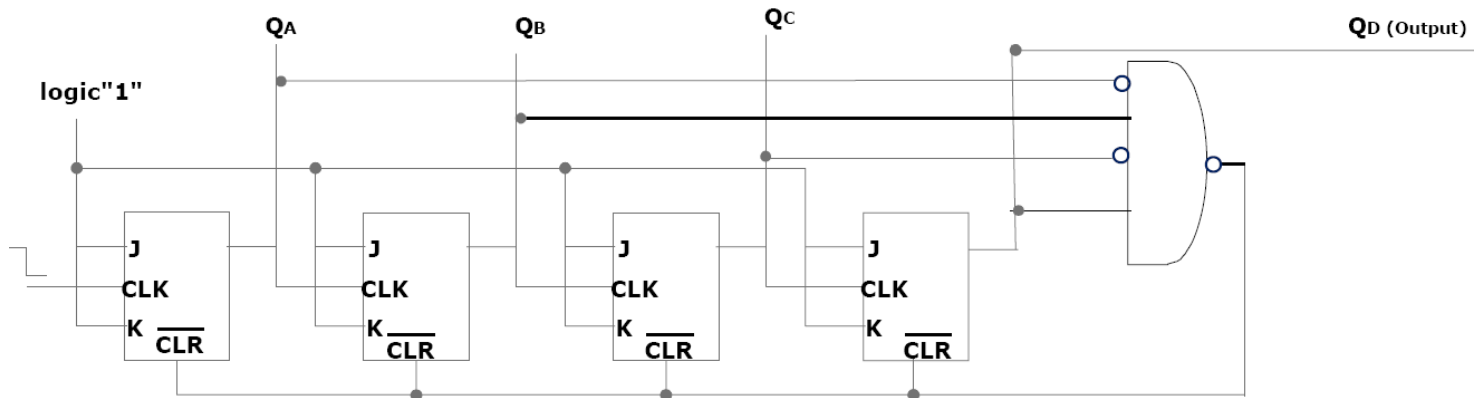 QA
QB
QC
QD (Output)
logic"1"
J
J
J
J
CLK
CLK
CLK
CLK
K
K
K
K
CLR
CLR
CLR
CLR